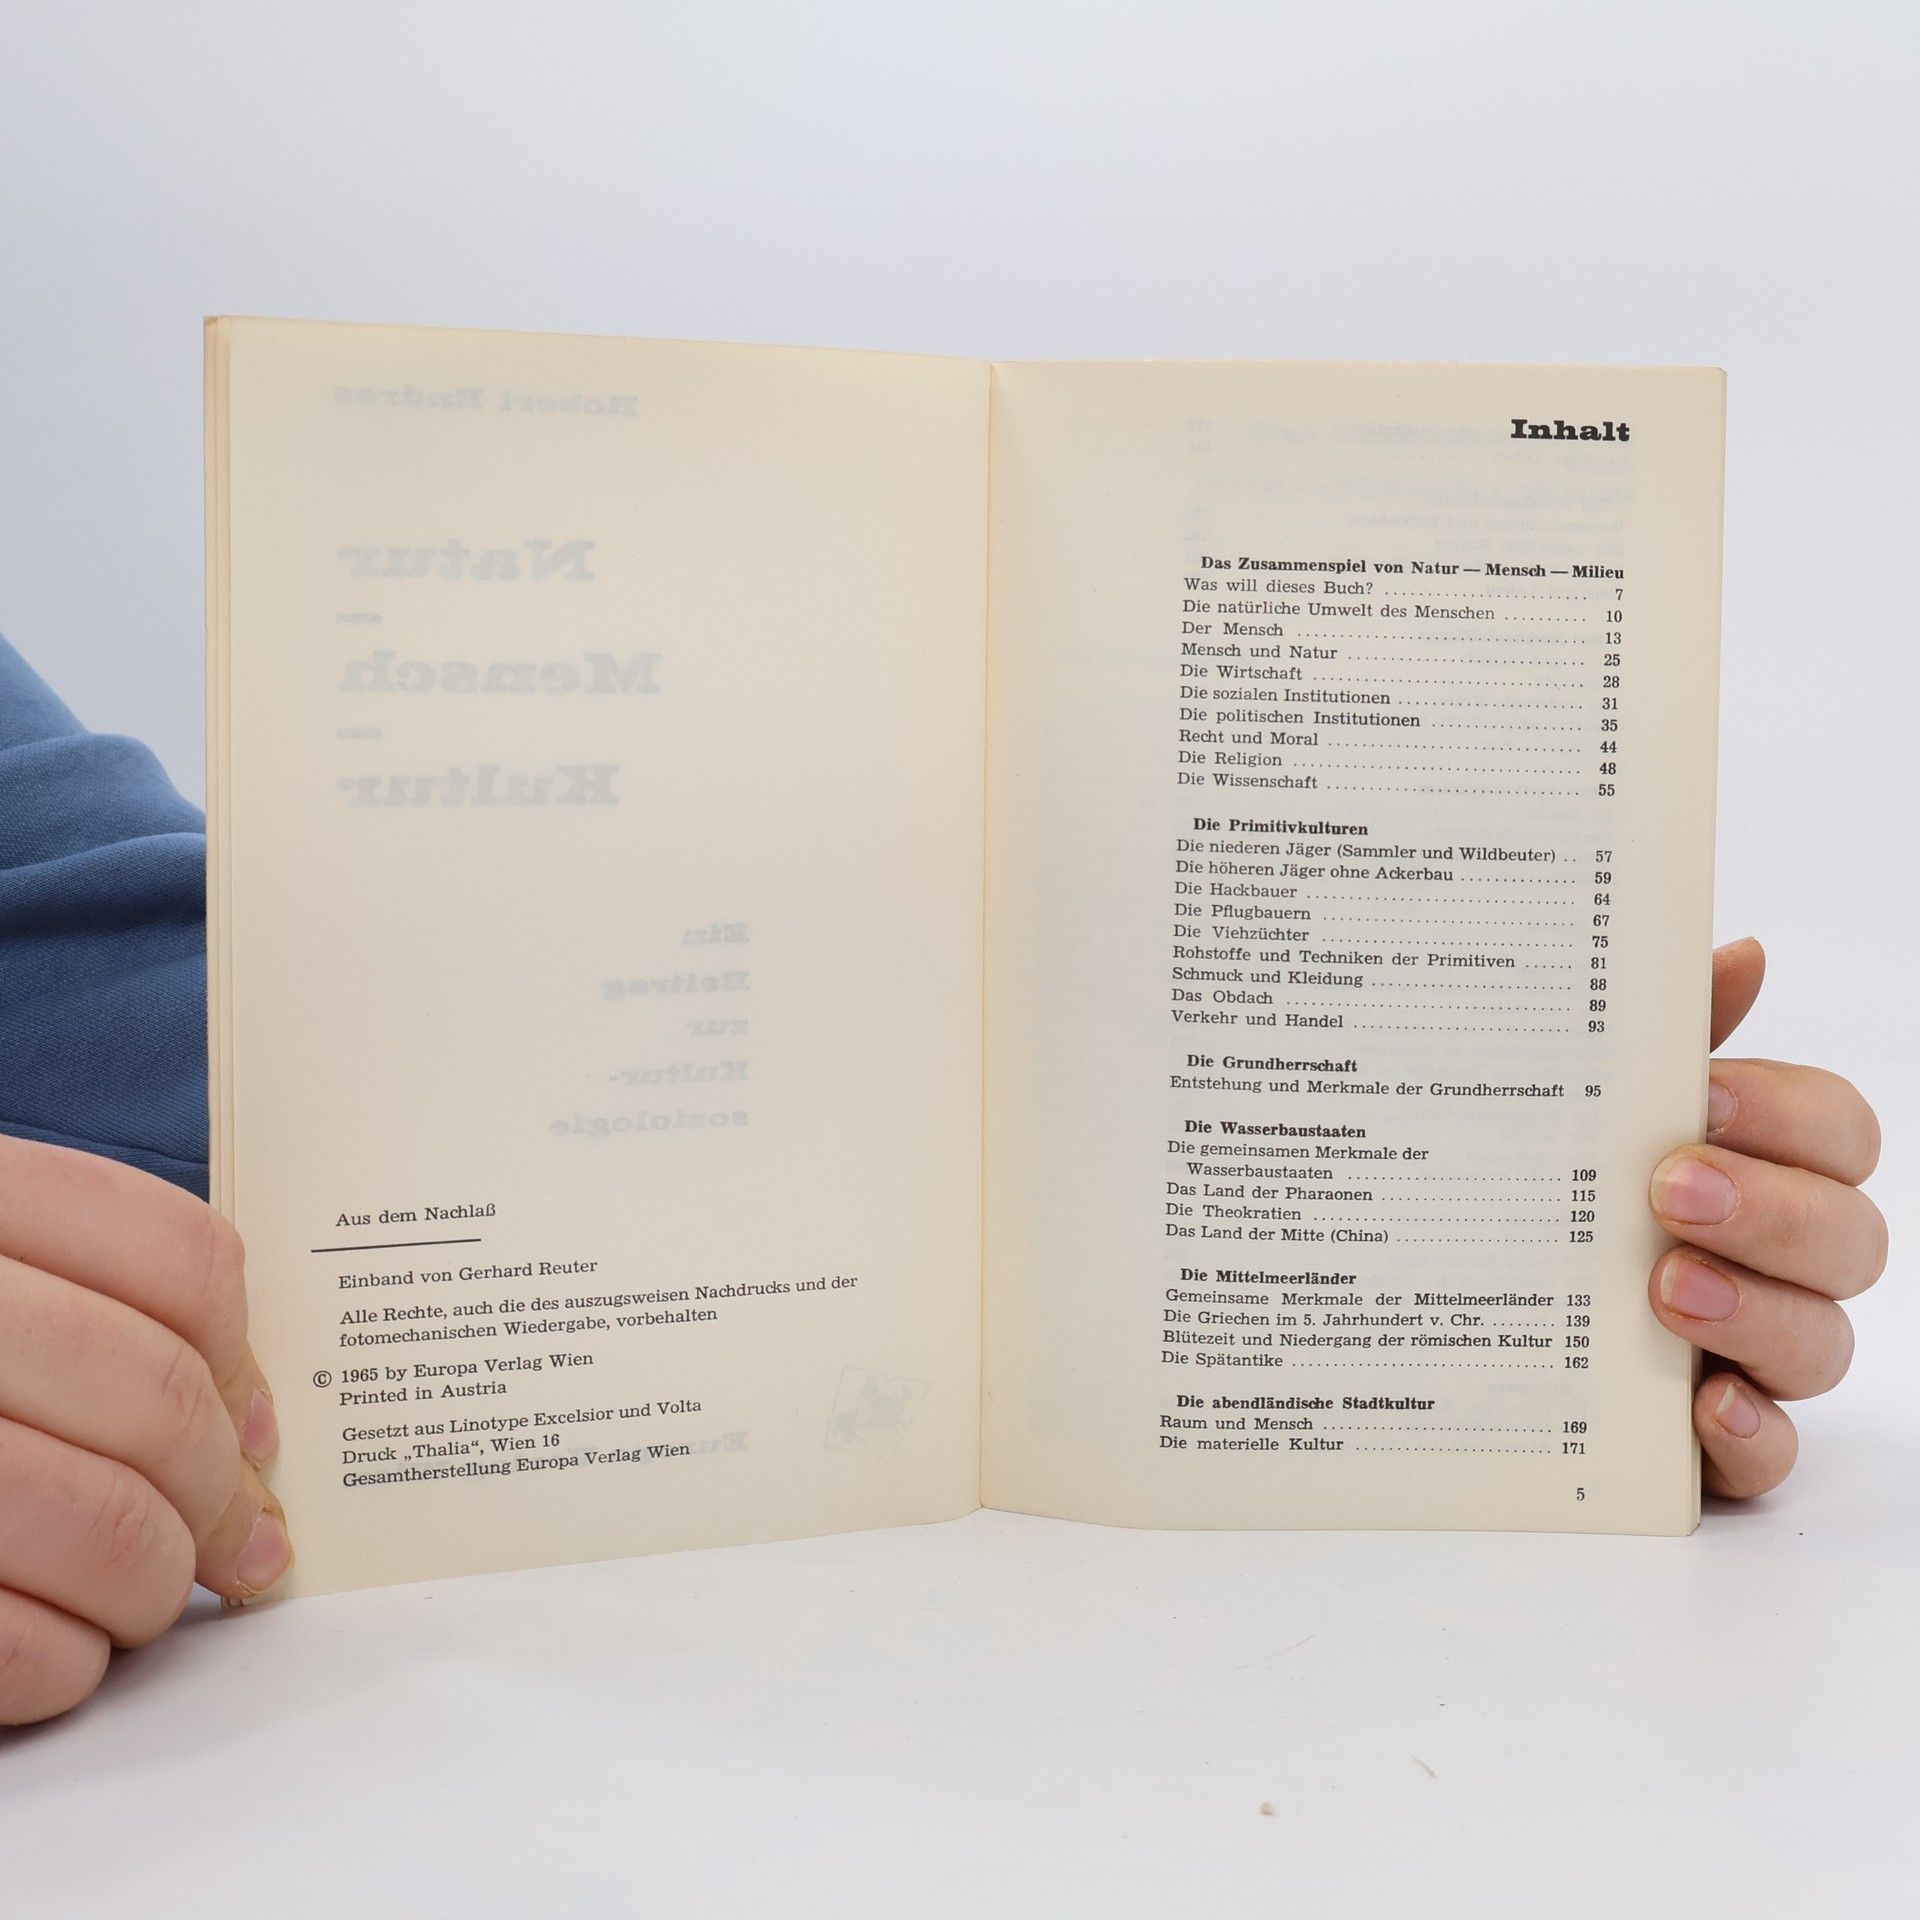 Robert Endres
Natur
—
Mensch
—
Kultur
Ein
Beitrag
zur
Kultur-
soziologie
Aus dem Nachlaß
Einband von Gerhard Reuter
Alle Rechte, auch die des auszugsweisen Nachdrucks und der
fotomechanischen Wiedergabe, vorbehalten
© 1965 by Europa Verlag Wien
Printed in Austria
Gesetzt aus Linotype Excelsior und Volta
Druck „Thalia“, Wien 16
Gesamtherstellung Europa Verlag Wien
Inhalt
Das Zusammenspiel von Natur — Mensch — Milieu
Was will dieses Buch? ........................ 7
Die natürliche Umwelt des Menschen .......... 10
Der Mensch ................................ 13
Mensch und Natur .......................... 25
Die Wirtschaft .............................. 28
Die sozialen Institutionen ..................... 31
Die politischen Institutionen .................. 35
Recht und Moral ............................ 44
Die Religion ................................ 48
Die Wissenschaft ............................ 55
Die Primitivkulturen
Die niederen Jäger (Sammler und Wildbeuter) .. 57
Die höheren Jäger ohne Ackerbau .............. 59
Die Hackbauer .............................. 64
Die Pflugbauern ............................ 67
Die Viehzüchter ............................ 75
Rohstoffe und Techniken der Primitiven ...... 81
Schmuck und Kleidung ...................... 88
Das Obdach ................................ 89
Verkehr und Handel ........................ 93
Die Grundherrschaft
Entstehung und Merkmale der Grundherrschaft 95
Die Wasserbaustaaten
Die gemeinsamen Merkmale der
Wasserbaustaaten ........................ 109
Das Land der Pharaonen .................... 115
Die Theokratien ............................ 120
Das Land der Mitte (China) .................. 125
Die Mittelmeerländer
Gemeinsame Merkmale der Mittelmeerländer 133
Die Griechen im 5. Jahrhundert v. Chr. ........ 139
Blütezeit und Niedergang der römischen Kultur 150
Die Spätantike .............................. 162
Die abendländische Stadtkultur
Raum und Mensch .......................... 169
Die materielle Kultur ...................... 171
5